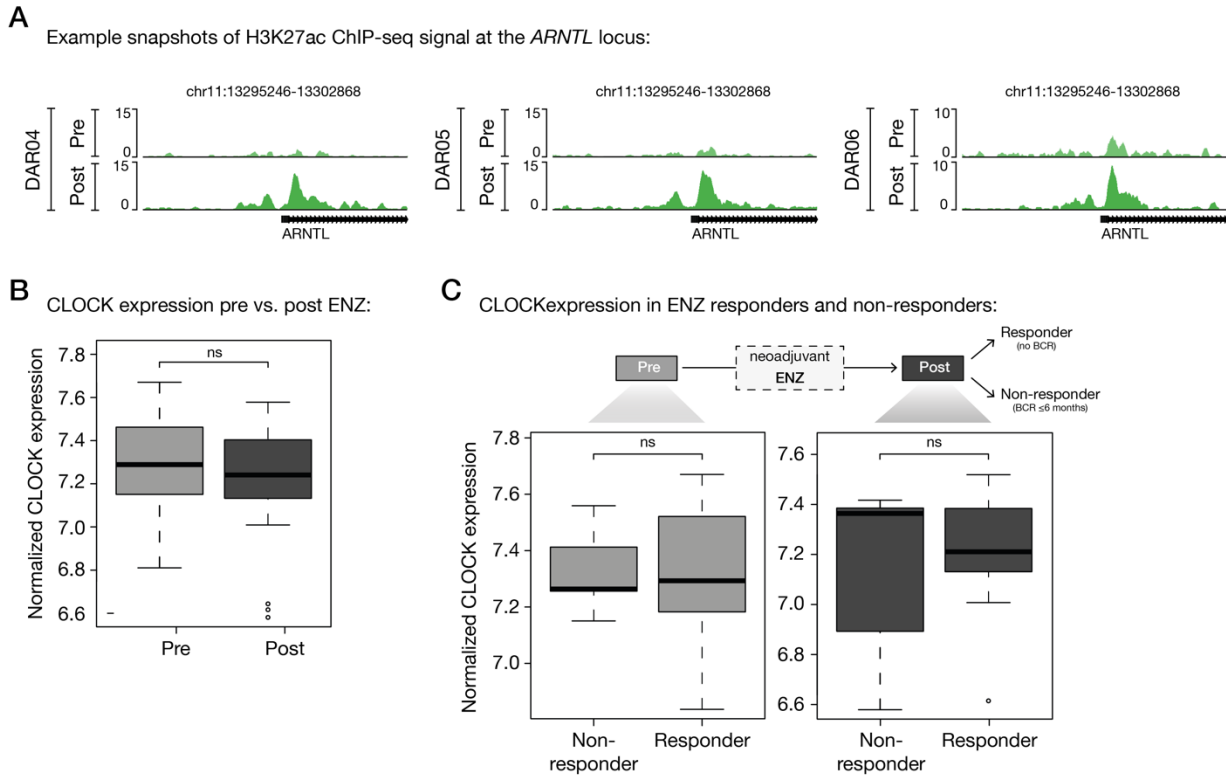 A
Example snapshots of H3K27ac ChIP-seq signal at the ARNTL locus:
chr11:13295246-13302868
DAR04
Pre
Post
15
0
15
0
ARNTL
chr11:13295246-13302868
DAR05
Pre
Post
15
0
15
0
ARNTL
chr11:13295246-13302868
DAR06
Pre
Post
10
0
10
0
ARNTL
B
CLOCK expression pre vs. post ENZ:
Normalized CLOCK expression
7.8
7.6
7.4
7.2
7.0
6.8
6.6
ns
Pre
Post
C
CLOCKexpression in ENZ responders and non-responders:
Pre
neoadjuvant
ENZ
Post
Responder
(no BCR)
Non-responder
(BCR ≤6 months)
Normalized CLOCK expression
7.8
7.6
7.4
7.2
7.0
ns
Non-
responder
Responder
7.6
7.4
7.2
7.0
6.8
6.6
ns
Non-
responder
Responder